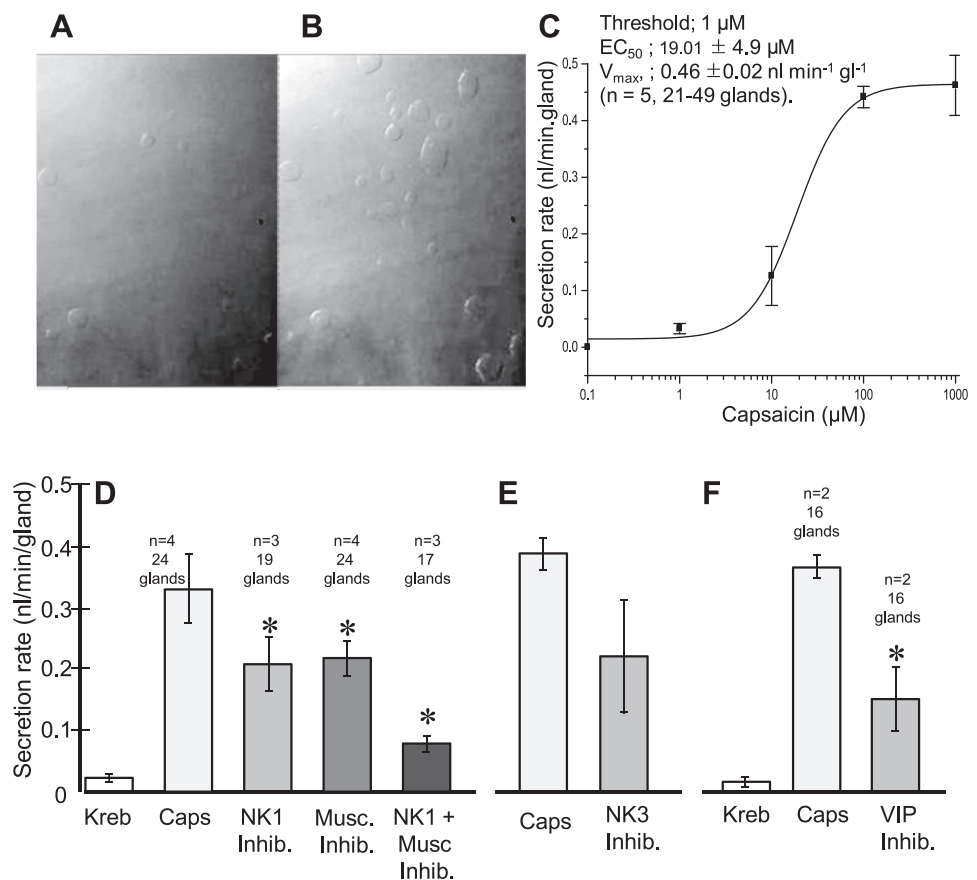 A
B
C
Threshold; 1 µM
EC50 ; 19.01 ± 4.9 µM
Vmax, ; 0.46 ±0.02 nl min-1 gl-1
(n = 5, 21-49 glands).
Secretion rate (nl/min.gland)
0.5
0.4
0.3
0.2
0.1
0.0
0.1
1
10
100
1000
Capsaicin (µM)
D
Secretion rate (nl/min/gland)
0.5
0.4
0.3
0.2
0.1
0
n=4
24
glands
n=3
19
glands
n=4
24
glands
n=3
17
glands
*
*
*
Kreb
Caps
NK1
Inhib.
Musc.
Inhib.
NK1 +
Musc
Inhib.
E
Caps
NK3
Inhib.
F
n=2
16
glands
n=2
16
glands
*
Kreb
Caps
VIP
Inhib.